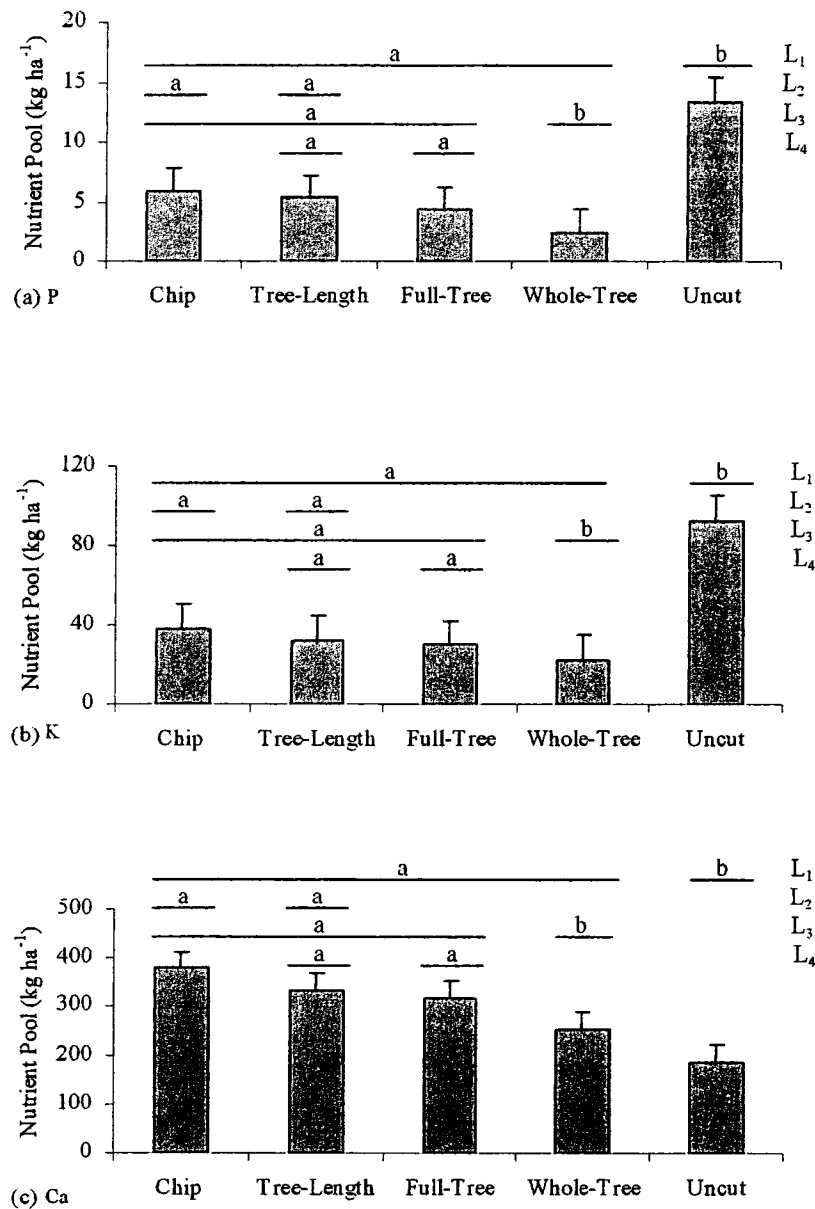 20
15
10
5
0
Nutrient Pool (kg ha⁻¹)
a b L₁
a a L₂
a b L₃
a a L₄
Chip Tree-Length Full-Tree Whole-Tree Uncut
(a) P
120
80
40
0
Nutrient Pool (kg ha⁻¹)
a b L₁
a a L₂
a b L₃
a a L₄
Chip Tree-Length Full-Tree Whole-Tree Uncut
(b) K
500
400
300
200
100
0
Nutrient Pool (kg ha⁻¹)
a b L₁
a a L₂
a b L₃
a a L₄
Chip Tree-Length Full-Tree Whole-Tree Uncut
(c) Ca